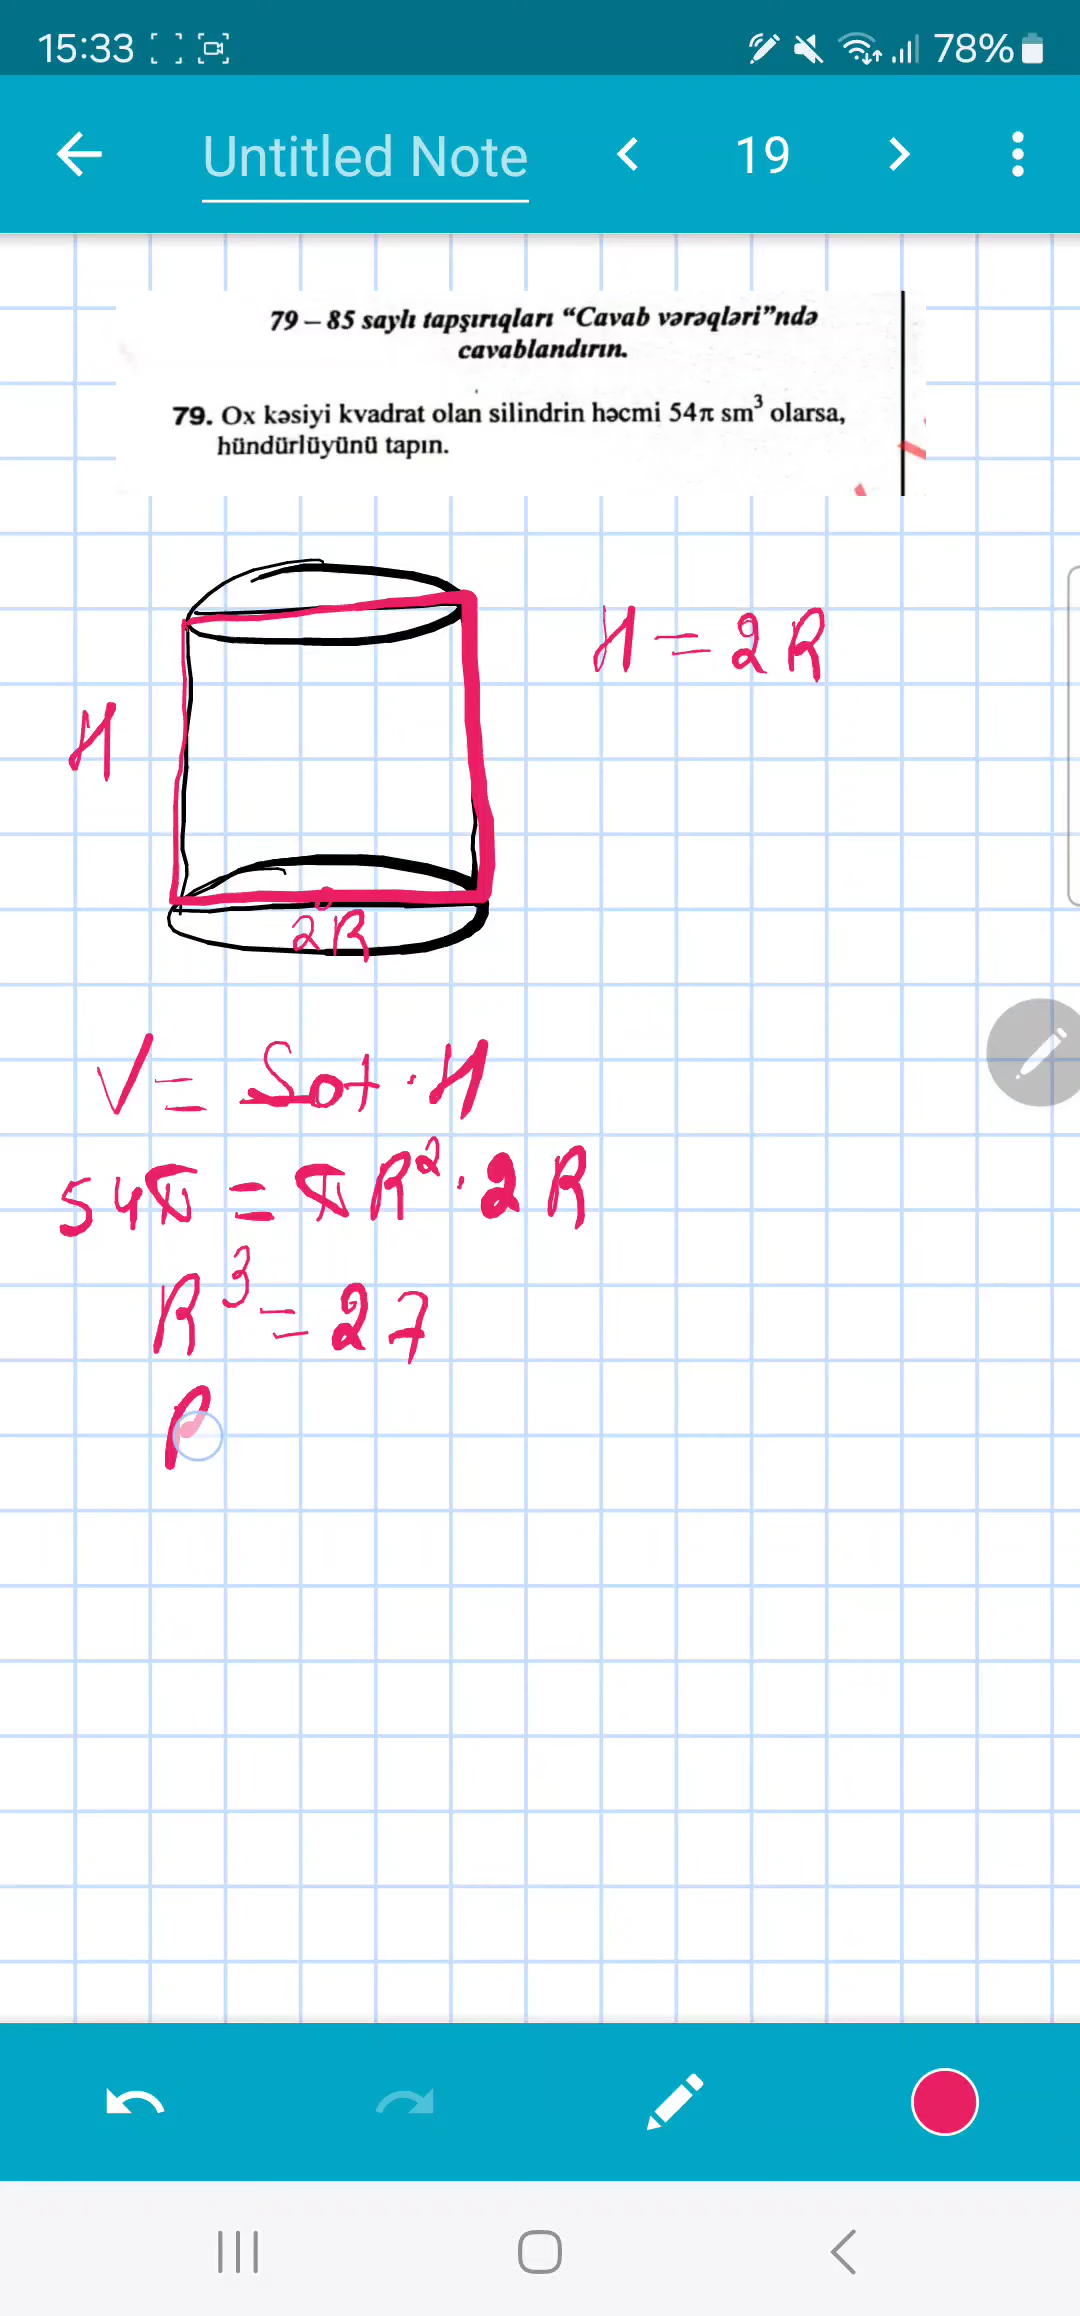 15:33 78%
Untitled Note 19
79 – 85 saylı tapşırıqları “Cavab vərəqləri”ndə
cavablandırın.
79. Ox kəsiyi kvadrat olan silindrin həcmi 54π sm³ olarsa,
hündürlüyünü tapın.
H = 2R
H
2R
V = Sot · H
54π = πR² · 2R
R³ = 27
R